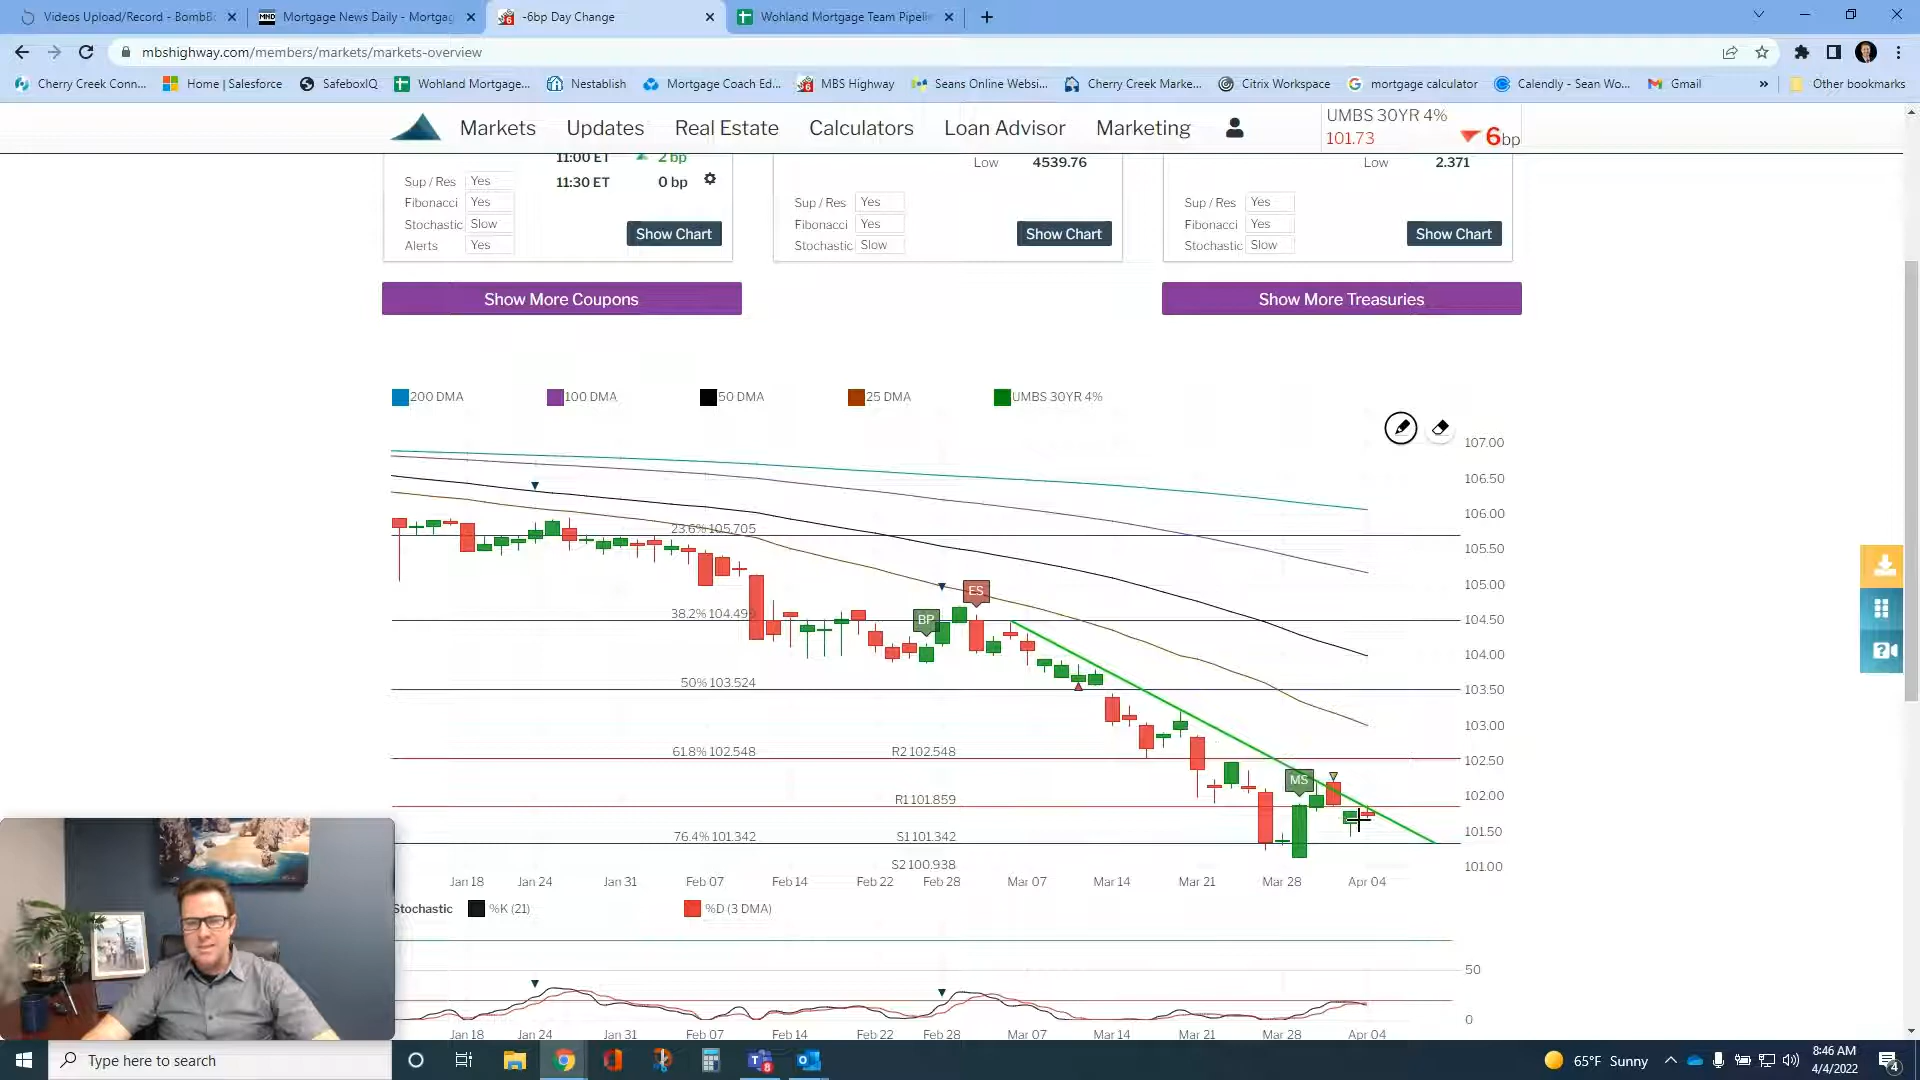 Videos Upload/Record - BombB
Mortgage News Daily - Mortgag
-6bp Day Change
Wohland Mortgage Team Pipelin
mbshighway.com/members/markets/markets-overview
Cherry Creek Conn...
Home | Salesforce
SafeboxIQ
Wohland Mortgage...
Nestablish
Mortgage Coach Ed...
MBS Highway
Seans Online Websi...
Cherry Creek Marke...
Citrix Workspace
mortgage calculator
Calendly - Sean Wo...
Gmail
»
Other bookmarks
Markets
Updates
Real Estate
Calculators
Loan Advisor
Marketing
UMBS 30YR 4%
101.73
6bp
11:00 ET 2 bp
11:30 ET 0 bp
Sup / Res Yes
Fibonacci Yes
Stochastic Slow
Alerts Yes
Show Chart
Low 4539.76
Sup / Res Yes
Fibonacci Yes
Stochastic Slow
Show Chart
Low 2.371
Sup / Res Yes
Fibonacci Yes
Stochastic Slow
Show Chart
Show More Coupons
Show More Treasuries
200 DMA
100 DMA
50 DMA
25 DMA
UMBS 30YR 4%
107.00
106.50
106.00
105.50
105.00
104.50
104.00
103.50
103.00
102.50
102.00
101.50
101.00
23.6% 105.705
38.2% 104.499
50% 103.524
61.8% 102.548
76.4% 101.342
R2 102.548
R1 101.859
S1 101.342
S2 100.938
BP
ES
MS
Jan 18
Jan 24
Jan 31
Feb 07
Feb 14
Feb 22
Feb 28
Mar 07
Mar 14
Mar 21
Mar 28
Apr 04
Stochastic
%K (21)
%D (3 DMA)
50
0
Jan 18
Jan 24
Jan 31
Feb 07
Feb 14
Feb 22
Feb 28
Mar 07
Mar 14
Mar 21
Mar 28
Apr 04
Type here to search
8
65°F Sunny
8:46 AM
4/4/2022
4